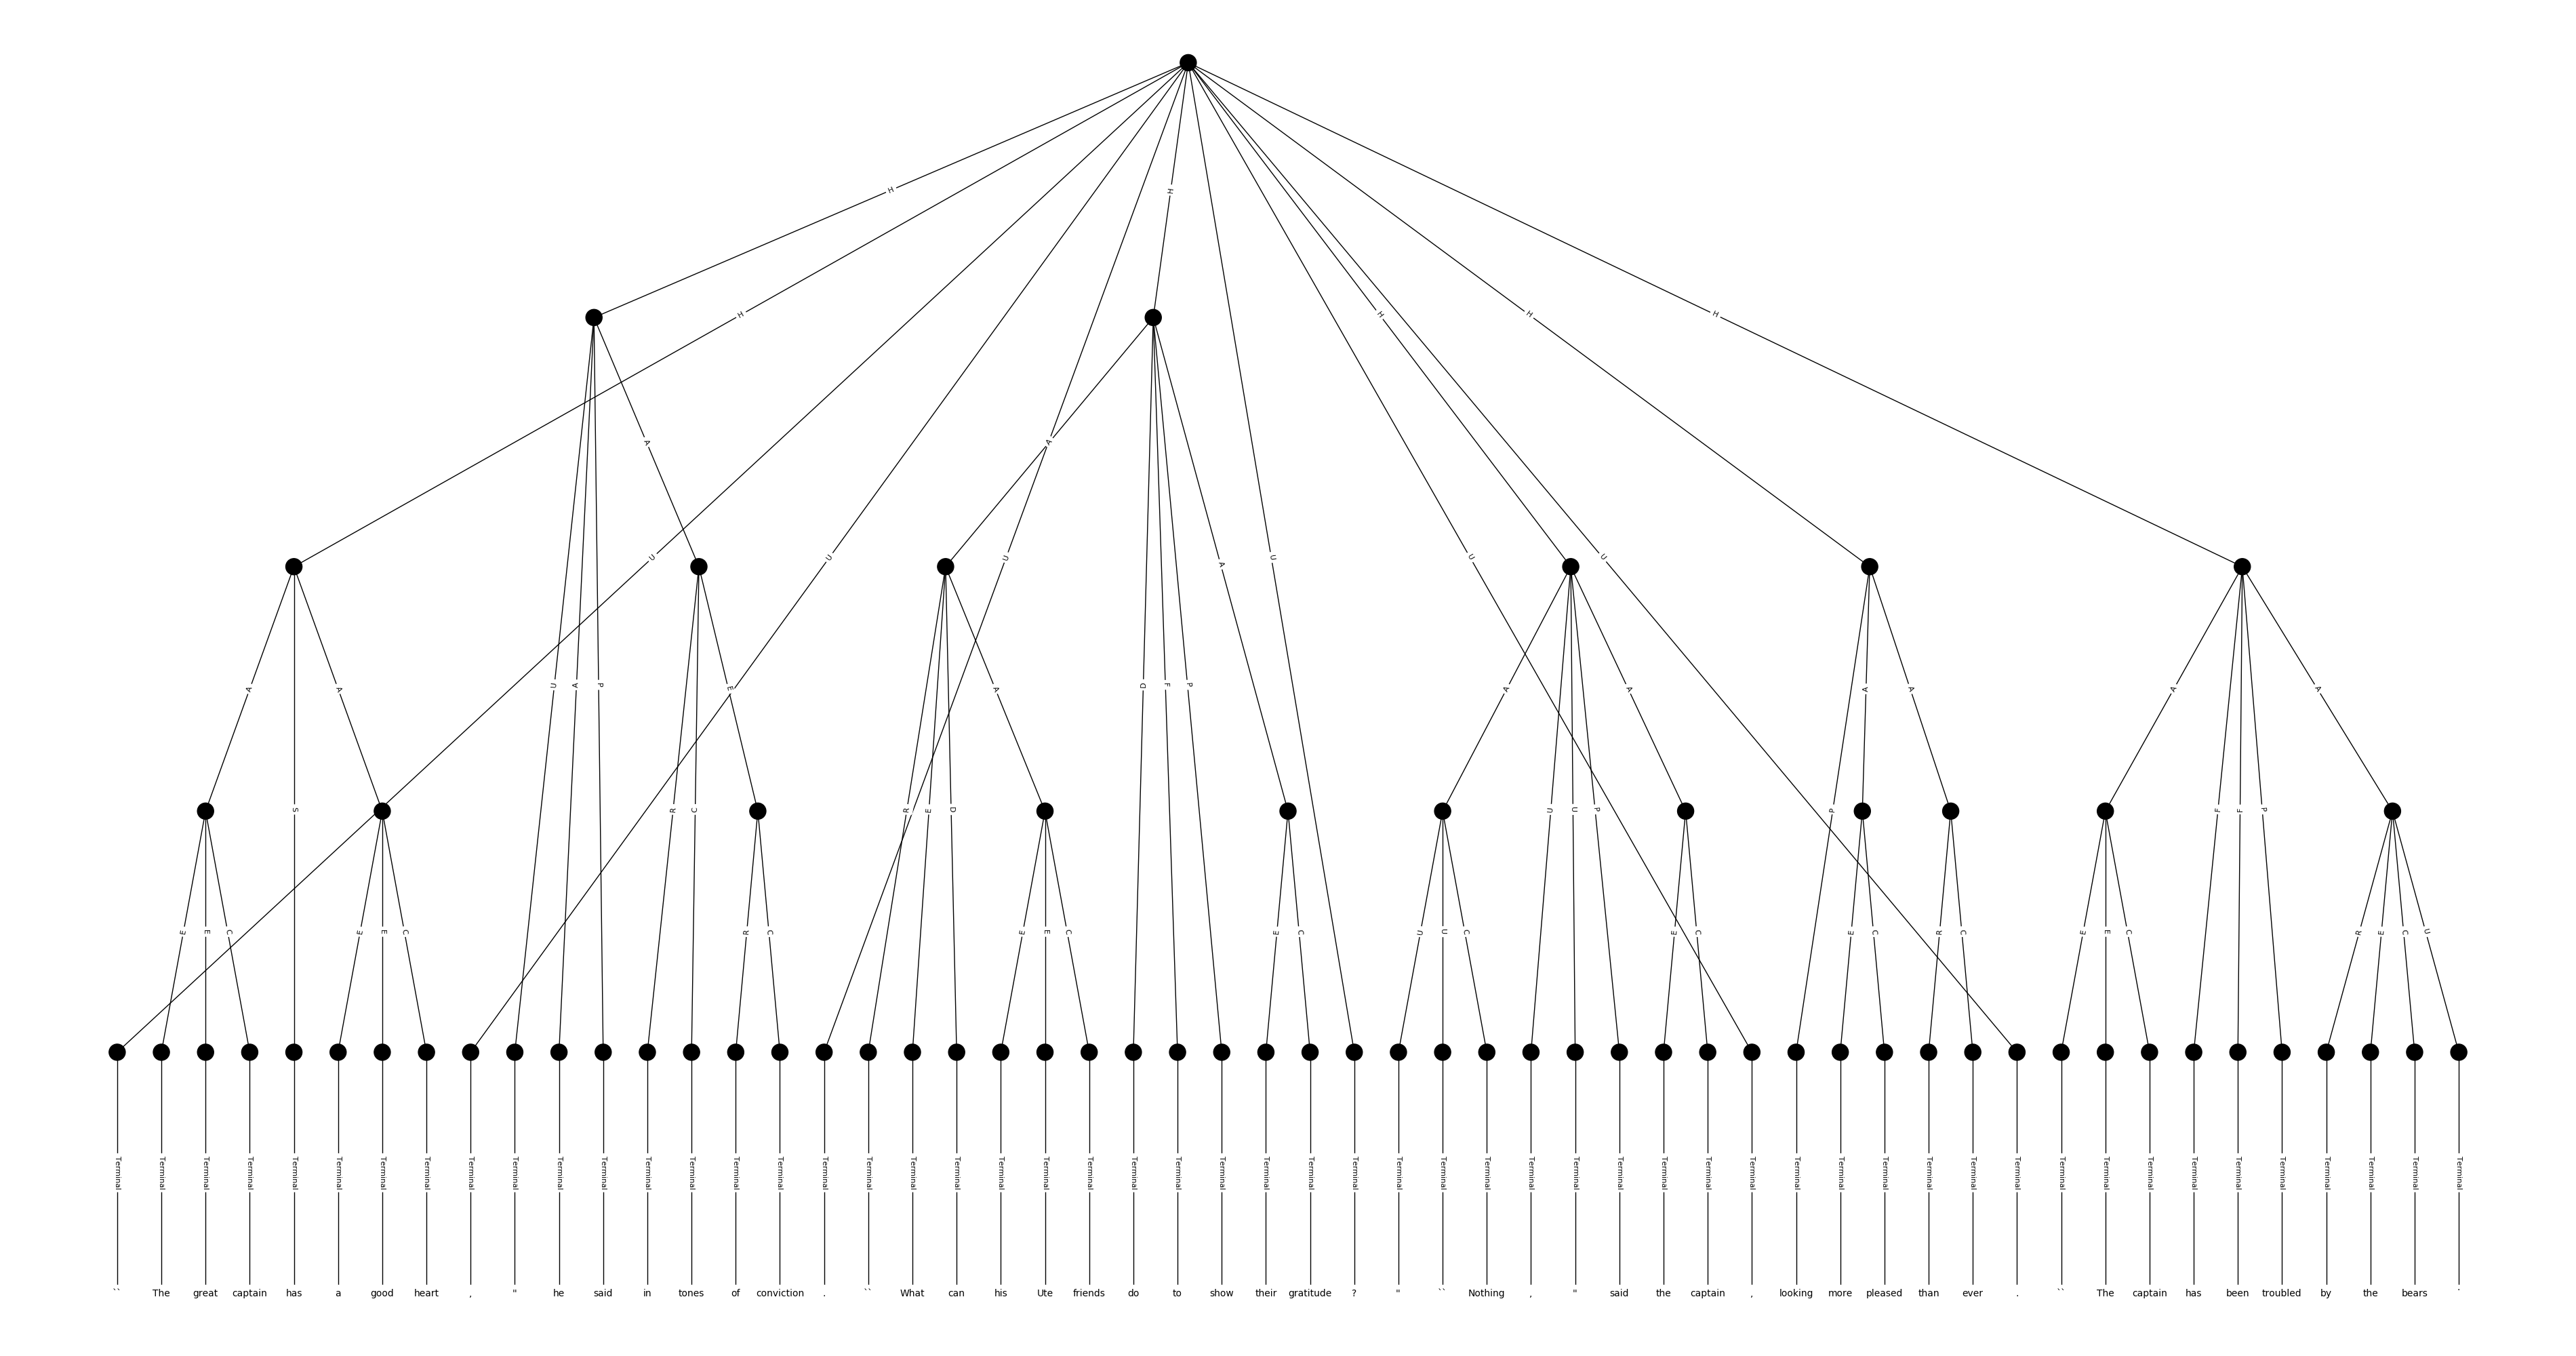 H
H H H H H
A A
U U U A U U U
A A S U A P E R C A R E D A D F P A U U P A P A A A F F P A
E E C E E C R C E E C E C U U C E C E C R C E E C R E C U
Terminal Terminal Terminal Terminal Terminal Terminal Terminal Terminal Terminal Terminal Terminal Terminal Terminal Terminal Terminal Terminal Terminal Terminal Terminal Terminal Terminal Terminal Terminal Terminal Terminal Terminal Terminal Terminal Terminal Terminal Terminal Terminal Terminal Terminal Terminal Terminal Terminal Terminal Terminal Terminal Terminal Terminal Terminal Terminal Terminal Terminal Terminal Terminal Terminal Terminal Terminal Terminal Terminal Terminal
`` The great captain has a good heart , " he said in tones of conviction . `` What can his Ute friends do to show their gratitude ? " `` Nothing , " said the captain , looking more pleased than ever . `` The captain has been troubled by the bears .